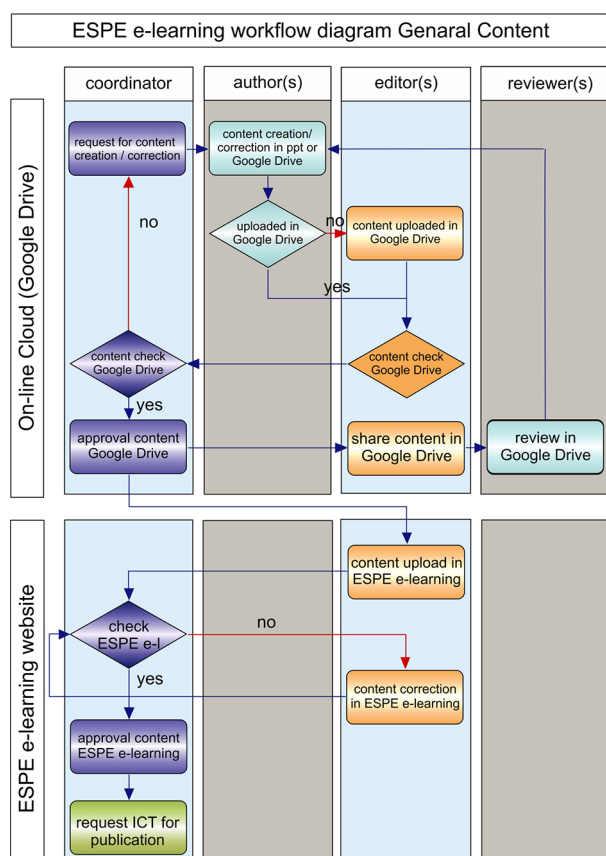 ESPE e-learning workflow diagram Genaral Content
coordinator
author(s)
editor(s)
reviewer(s)
On-line Cloud (Google Drive)
request for content
creation / correction
content creation/
correction in ppt or
Google Drive
no
uploaded in
Google Drive
no
content uploaded in
Google Drive
yes
content check
Google Drive
content check
Google Drive
yes
approval content
Google Drive
share content in
Google Drive
review in
Google Drive
ESPE e-learning website
content upload in
ESPE e-learning
check
ESPE e-l
no
yes
content correction
in ESPE e-learning
approval content
ESPE e-learning
request ICT for
publication